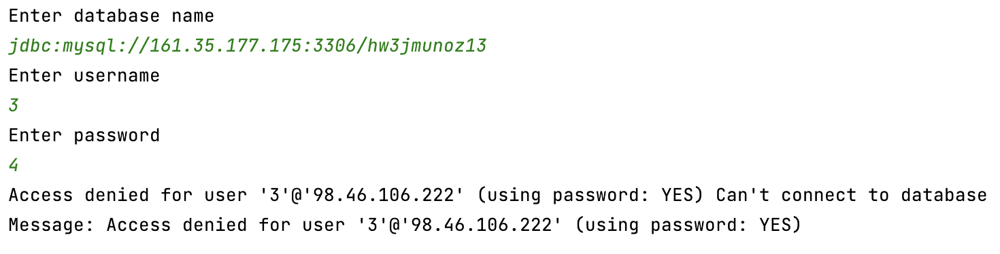 Enter database name
jdbc:mysql://161.35.177.175:3306/hw3jmunoz13
Enter username
3
Enter password
4
Access denied for user '3'@'98.46.106.222' (using password: YES) Can't connect to database
Message: Access denied for user '3'@'98.46.106.222' (using password: YES)